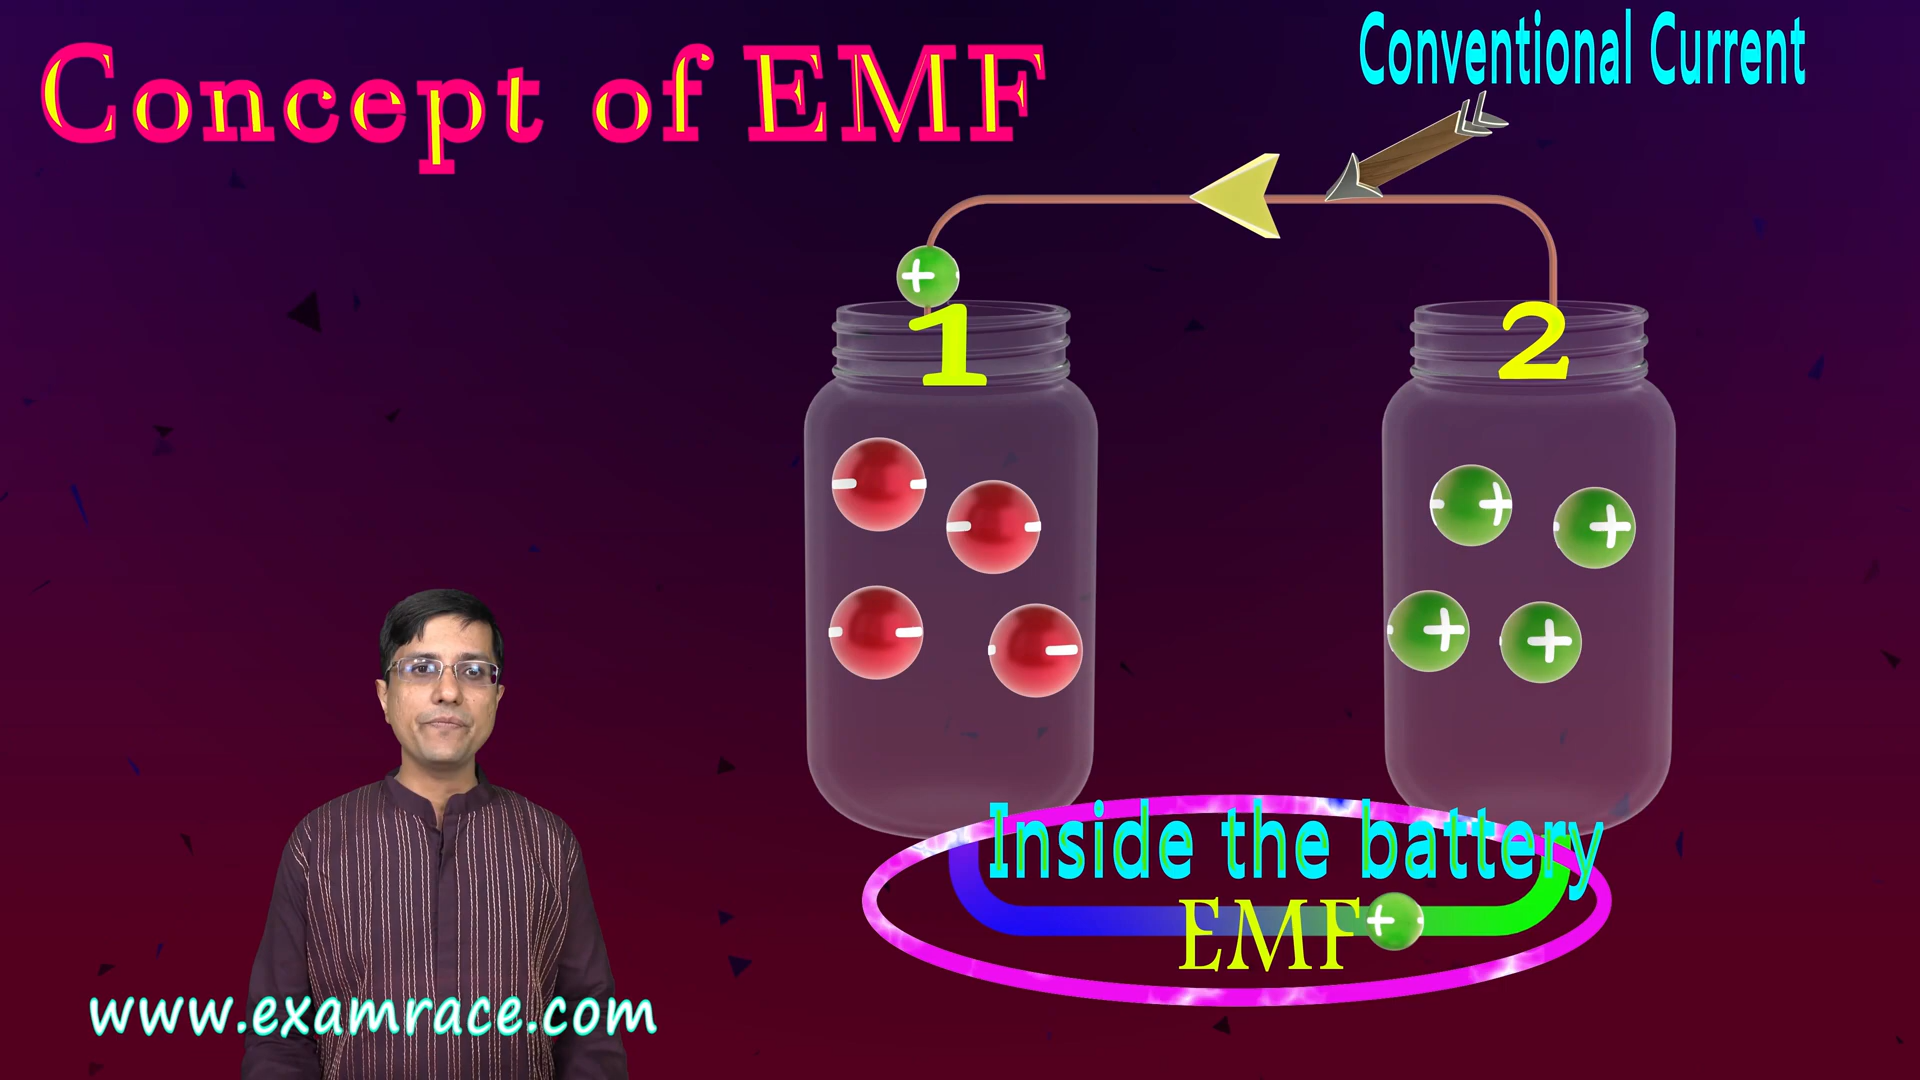 Concept of EMF
Conventional Current
+
1
2
- -
- -
- -
- -
+
+
+
+
Inside the battery
EMF
+
www.examrace.com